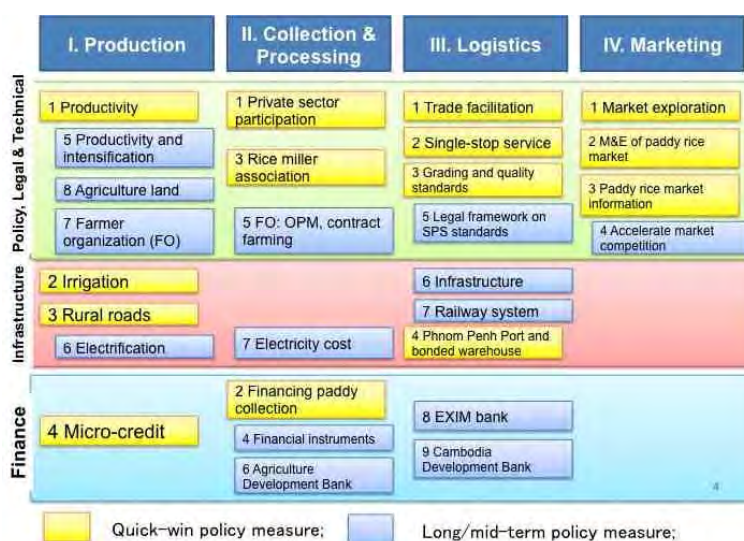 I. Production
II. Collection &
Processing
III. Logistics
IV. Marketing
Policy, Legal & Technical
1 Productivity
5 Productivity and
intensification
8 Agriculture land
7 Farmer
organization (FO)
1 Private sector
participation
3 Rice miller
association
5 FO: OPM, contract
farming
1 Trade facilitation
2 Single-stop service
3 Grading and quality
standards
5 Legal framework on
SPS standards
1 Market exploration
2 M&E of paddy rice
market
3 Paddy rice market
information
4 Accelerate market
competition
Infrastructure
2 Irrigation
3 Rural roads
6 Electrification
7 Electricity cost
6 Infrastructure
7 Railway system
4 Phnom Penh Port and
bonded warehouse
Finance
4 Micro-credit
2 Financing paddy
collection
4 Financial instruments
6 Agriculture
Development Bank
8 EXIM bank
9 Cambodia
Development Bank
4
Quick-win policy measure;
Long/mid-term policy measure;